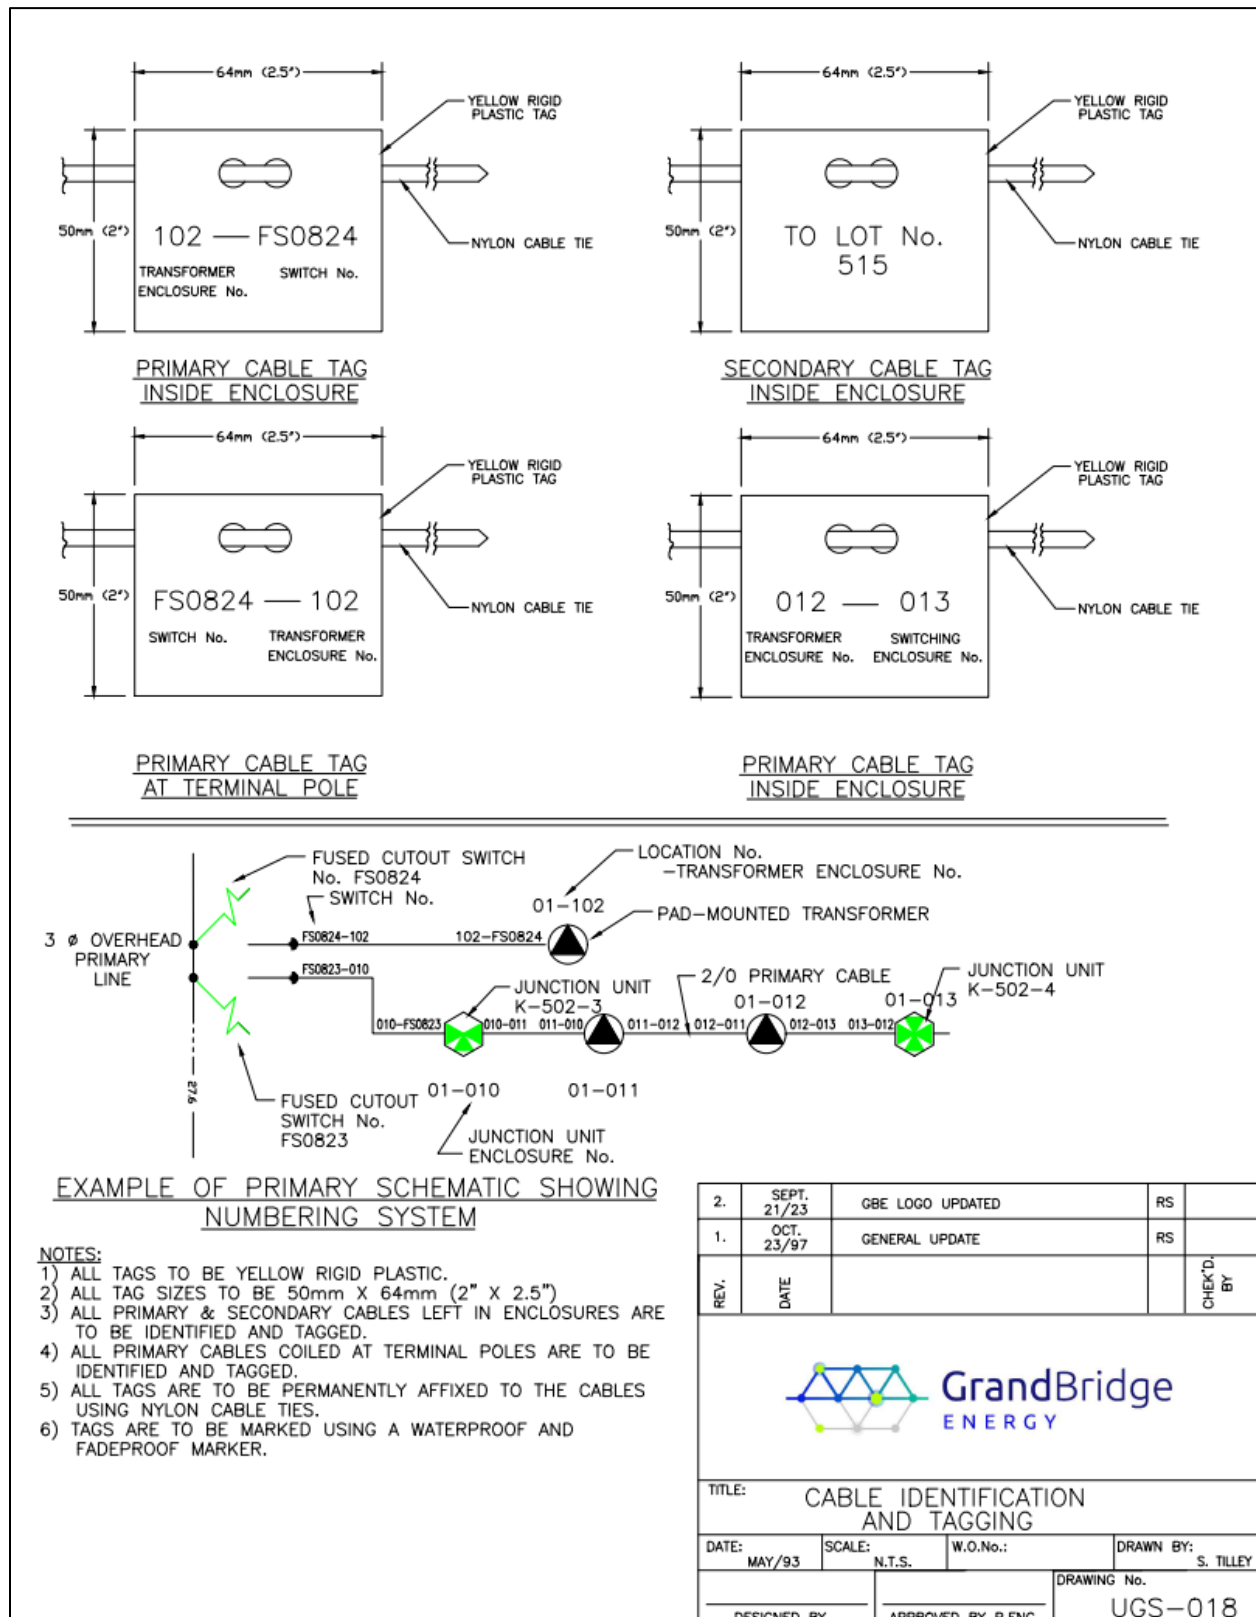 64mm (2.5")
YELLOW RIGID
PLASTIC TAG
50mm (2")
102 — FS0824
TRANSFORMER
ENCLOSURE No.
SWITCH No.
NYLON CABLE TIE
PRIMARY CABLE TAG
INSIDE ENCLOSURE
64mm (2.5")
YELLOW RIGID
PLASTIC TAG
50mm (2")
TO LOT No.
515
NYLON CABLE TIE
SECONDARY CABLE TAG
INSIDE ENCLOSURE
64mm (2.5")
YELLOW RIGID
PLASTIC TAG
50mm (2")
FS0824 — 102
SWITCH No.
TRANSFORMER
ENCLOSURE No.
NYLON CABLE TIE
PRIMARY CABLE TAG
AT TERMINAL POLE
64mm (2.5")
YELLOW RIGID
PLASTIC TAG
50mm (2")
012 — 013
TRANSFORMER
ENCLOSURE No.
SWITCHING
ENCLOSURE No.
NYLON CABLE TIE
PRIMARY CABLE TAG
INSIDE ENCLOSURE
FUSED CUTOUT SWITCH
No. FS0824
SWITCH No.
LOCATION No.
-TRANSFORMER ENCLOSURE No.
01-102
PAD-MOUNTED TRANSFORMER
3 ø OVERHEAD
PRIMARY
LINE
FS0824-102
102-FS0824
FS0823-010
JUNCTION UNIT
K-502-3
2/0 PRIMARY CABLE
01-012
01-013
JUNCTION UNIT
K-502-4
010-FS0823
010-011
011-010
011-012
012-011
012-013
013-012
27.6
FUSED CUTOUT
SWITCH No.
FS0823
01-010
01-011
JUNCTION UNIT
ENCLOSURE No.
EXAMPLE OF PRIMARY SCHEMATIC SHOWING
NUMBERING SYSTEM
NOTES:
1) ALL TAGS TO BE YELLOW RIGID PLASTIC.
2) ALL TAG SIZES TO BE 50mm X 64mm (2" X 2.5")
3) ALL PRIMARY & SECONDARY CABLES LEFT IN ENCLOSURES ARE
TO BE IDENTIFIED AND TAGGED.
4) ALL PRIMARY CABLES COILED AT TERMINAL POLES ARE TO BE
IDENTIFIED AND TAGGED.
5) ALL TAGS ARE TO BE PERMANENTLY AFFIXED TO THE CABLES
USING NYLON CABLE TIES.
6) TAGS ARE TO BE MARKED USING A WATERPROOF AND
FADEPROOF MARKER.
2. SEPT. 21/23 GBE LOGO UPDATED RS
1. OCT. 23/97 GENERAL UPDATE RS
REV. DATE CHEK'D. BY
GrandBridge
ENERGY
TITLE: CABLE IDENTIFICATION
AND TAGGING
DATE: MAY/93 SCALE: N.T.S. W.O.No.: DRAWN BY: S. TILLEY
DRAWING No.
UGS-018
DESIGNED BY
APPROVED BY P.ENG.